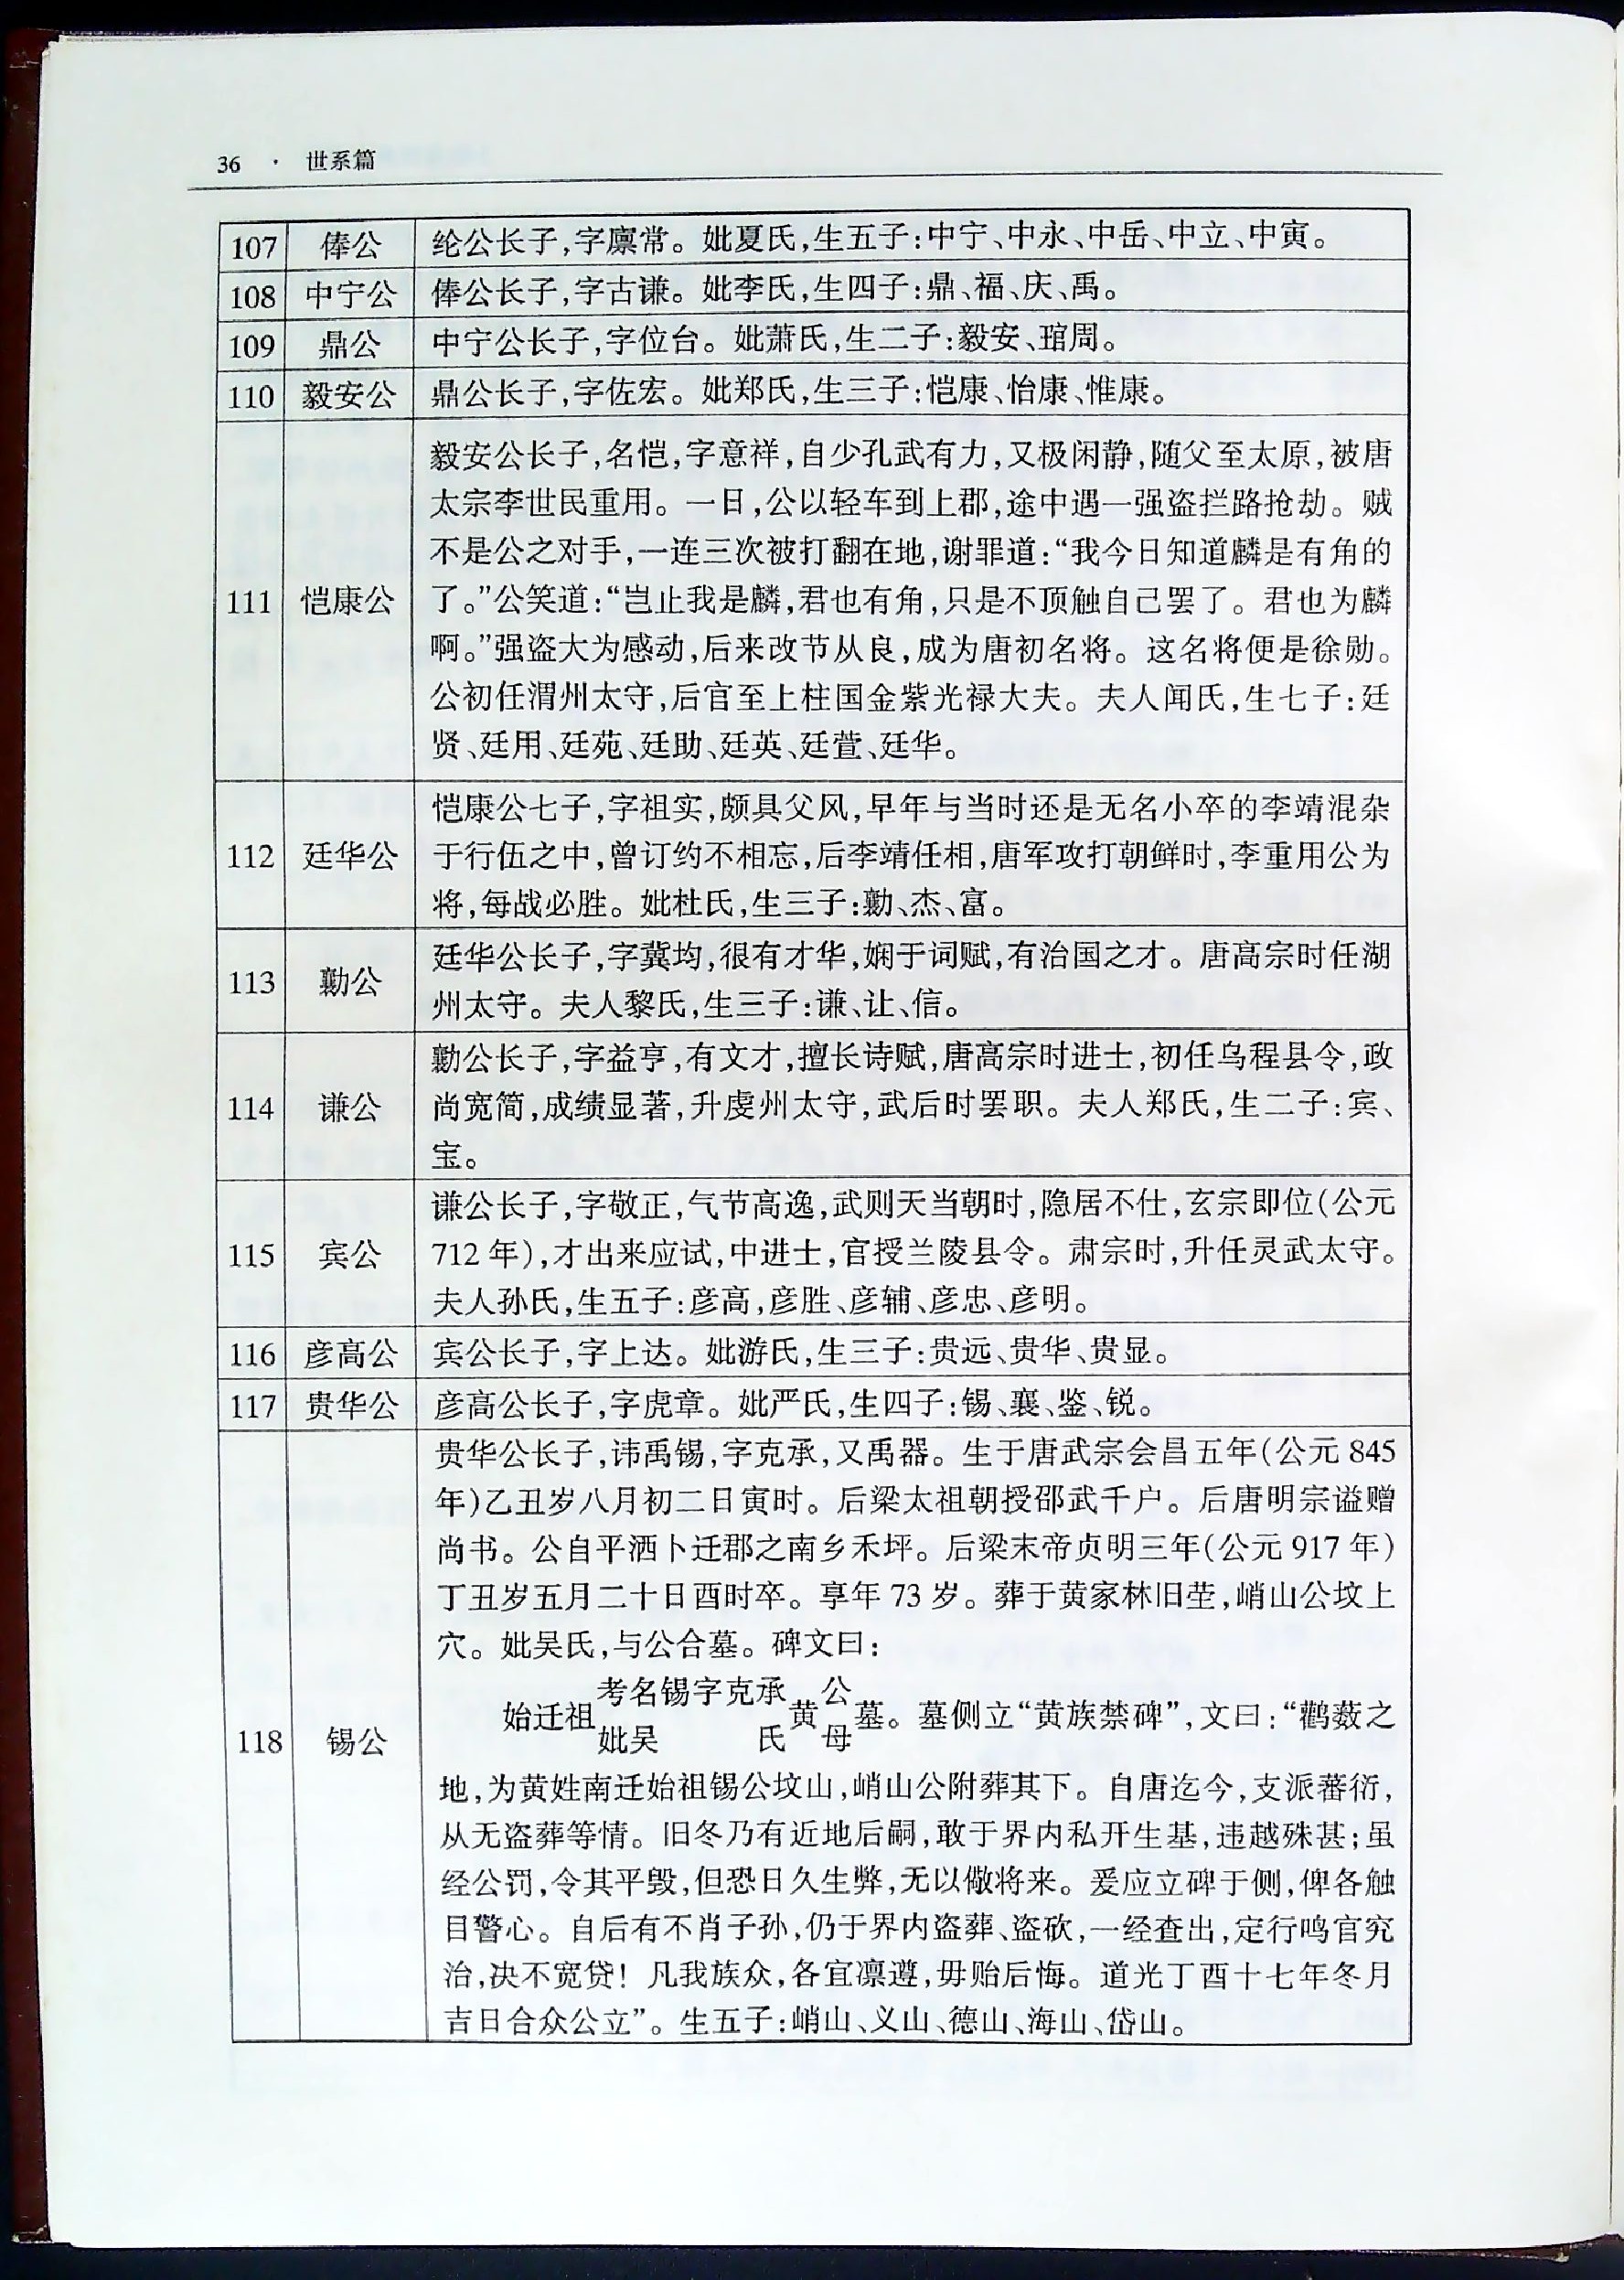 36 · 世系篇
107 俸公 纶公长子,字廪常。妣夏氏,生五子:中宁、中永、中岳、中立、中寅。
108 中宁公 俸公长子,字古谦。妣李氏,生四子:鼎、福、庆、禹。
109 鼎公 中宁公长子,字位台。妣萧氏,生二子:毅安、琯周。
110 毅安公 鼎公长子,字佐宏。妣郑氏,生三子:恺康、怡康、惟康。
111 恺康公
毅安公长子,名恺,字意祥,自少孔武有力,又极闲静,随父至太原,被唐
太宗李世民重用。一日,公以轻车到上郡,途中遇一强盗拦路抢劫。贼
不是公之对手,一连三次被打翻在地,谢罪道:“我今日知道麟是有角的
了。”公笑道:“岂止我是麟,君也有角,只是不顶触自己罢了。君也为麟
啊。”强盗大为感动,后来改节从良,成为唐初名将。这名将便是徐勋。
公初任渭州太守,后官至上柱国金紫光禄大夫。夫人闻氏,生七子:廷
贤、廷用、廷苑、廷助、廷英、廷萱、廷华。
112 廷华公
恺康公七子,字祖实,颇具父风,早年与当时还是无名小卒的李靖混杂
于行伍之中,曾订约不相忘,后李靖任相,唐军攻打朝鲜时,李重用公为
将,每战必胜。妣杜氏,生三子:勤、杰、富。
113 勤公
廷华公长子,字冀均,很有才华,娴于词赋,有治国之才。唐高宗时任湖
州太守。夫人黎氏,生三子:谦、让、信。
114 谦公
勤公长子,字益亨,有文才,擅长诗赋,唐高宗时进士,初任乌程县令,政
尚宽简,成绩显著,升虔州太守,武后时罢职。夫人郑氏,生二子:宾、
宝。
115 宾公
谦公长子,字敬正,气节高逸,武则天当朝时,隐居不仕,玄宗即位(公元
712年),才出来应试,中进士,官授兰陵县令。肃宗时,升任灵武太守。
夫人孙氏,生五子:彦高,彦胜、彦辅、彦忠、彦明。
116 彦高公 宾公长子,字上达。妣游氏,生三子:贵远、贵华、贵显。
117 贵华公 彦高公长子,字虎章。妣严氏,生四子:锡、襄、鉴、锐。
118 锡公
贵华公长子,讳禹锡,字克承,又禹器。生于唐武宗会昌五年(公元845
年)乙丑岁八月初二日寅时。后梁太祖朝授邵武千户。后唐明宗谥赠
尚书。公自平洒卜迁郡之南乡禾坪。后梁末帝贞明三年(公元917年)
丁丑岁五月二十日酉时卒。享年73岁。葬于黄家林旧茔,峭山公坟上
穴。妣吴氏,与公合墓。碑文曰:
考名锡字克承 公
始迁祖 黄 墓。墓侧立“黄族禁碑”,文曰:“鹳薮之
妣吴 氏 母
地,为黄姓南迁始祖锡公坟山,峭山公附葬其下。自唐迄今,支派蕃衍,
从无盗葬等情。旧冬乃有近地后嗣,敢于界内私开生基,违越殊甚;虽
经公罚,令其平毁,但恐日久生弊,无以儆将来。爰应立碑于侧,俾各触
目警心。自后有不肖子孙,仍于界内盗葬、盗砍,一经查出,定行鸣官究
治,决不宽贷!凡我族众,各宜凛遵,毋贻后悔。道光丁酉十七年冬月
吉日合众公立”。生五子:峭山、义山、德山、海山、岱山。